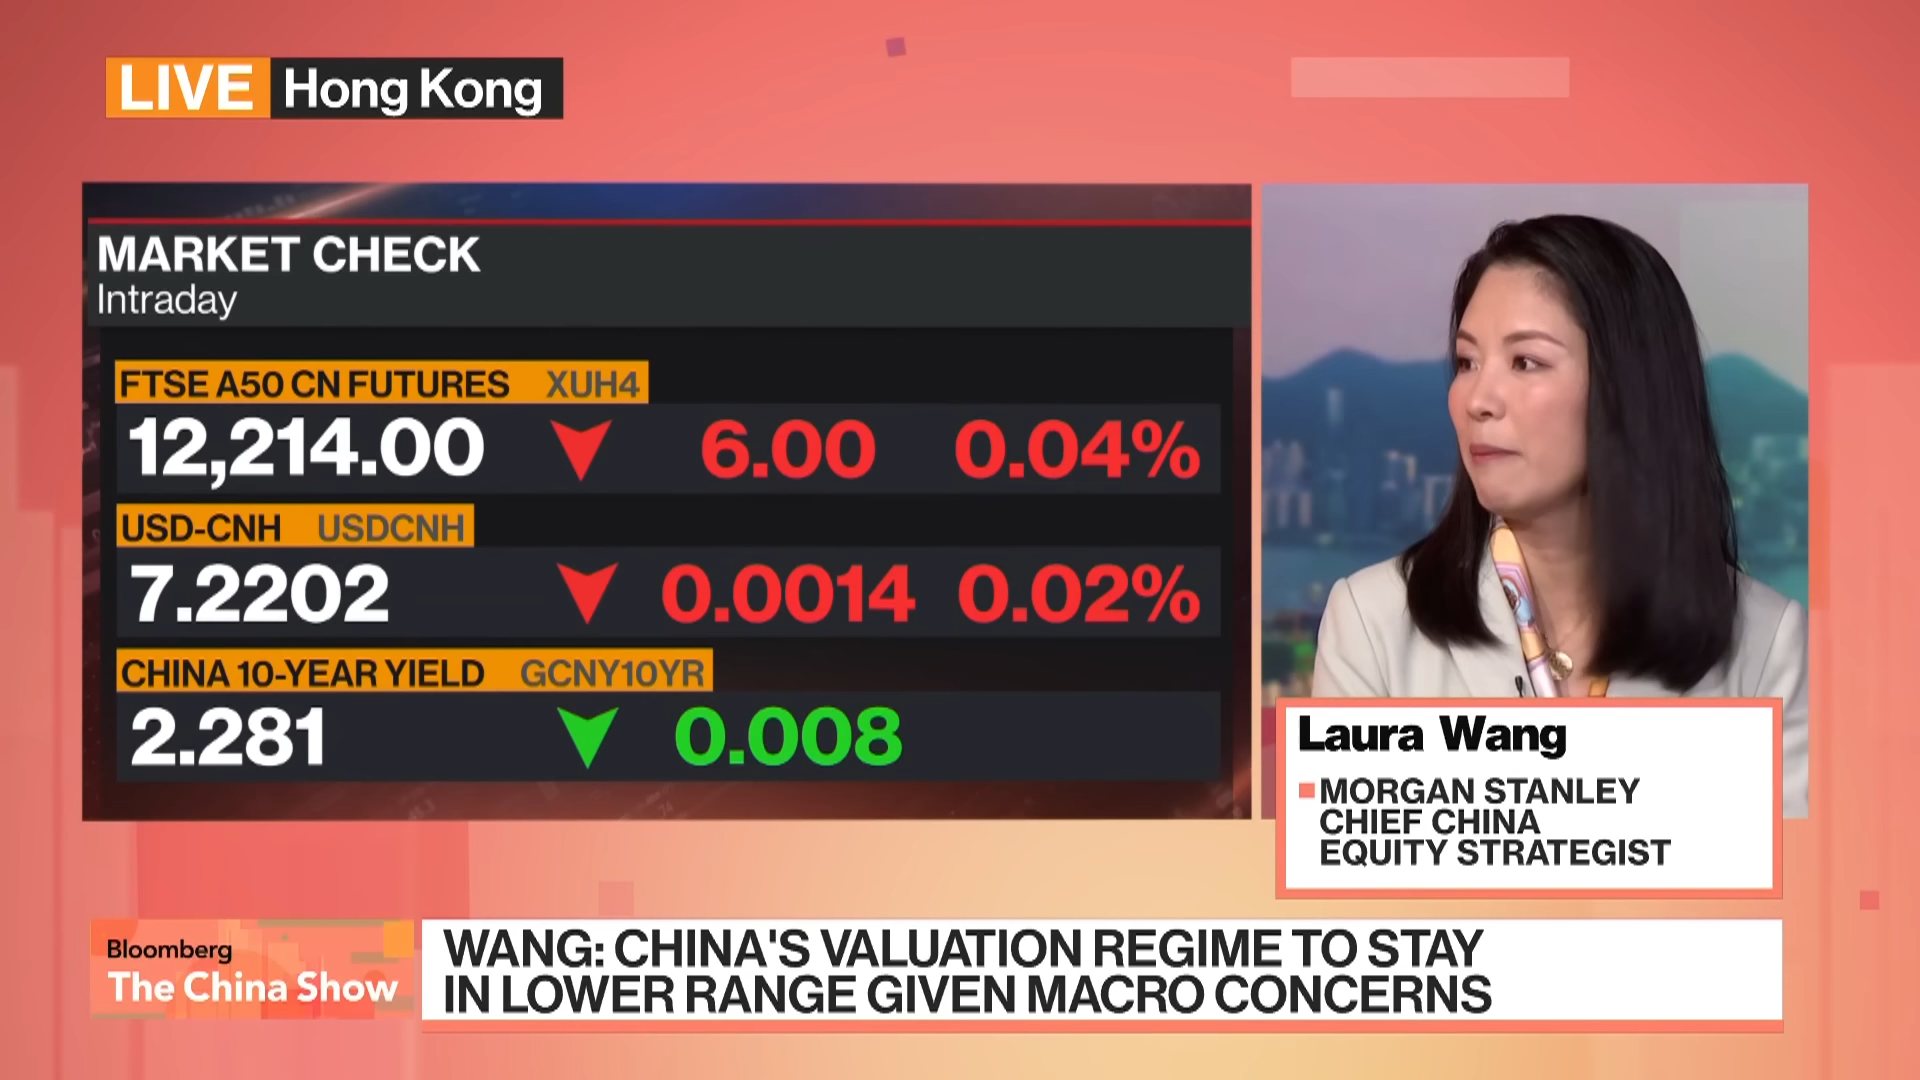 LIVE Hong Kong
MARKET CHECK
Intraday
FTSE A50 CN FUTURES XUH4
12,214.00 ▼ 6.00 0.04%
USD-CNH USDCNH
7.2202 ▼ 0.0014 0.02%
CHINA 10-YEAR YIELD GCNY10YR
2.281 ▼ 0.008
Laura Wang
MORGAN STANLEY
CHIEF CHINA
EQUITY STRATEGIST
Bloomberg
The China Show
WANG: CHINA'S VALUATION REGIME TO STAY
IN LOWER RANGE GIVEN MACRO CONCERNS